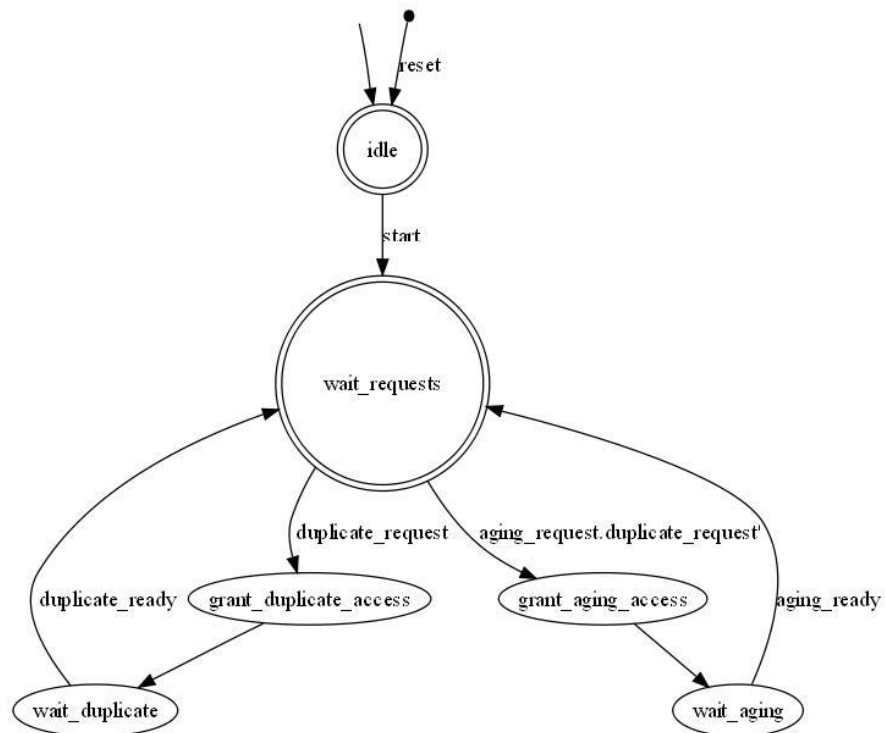 reset
idle
start
wait_requests
duplicate_request
aging_request.duplicate_request'
duplicate_ready
grant_duplicate_access
grant_aging_access
aging_ready
wait_duplicate
wait_aging